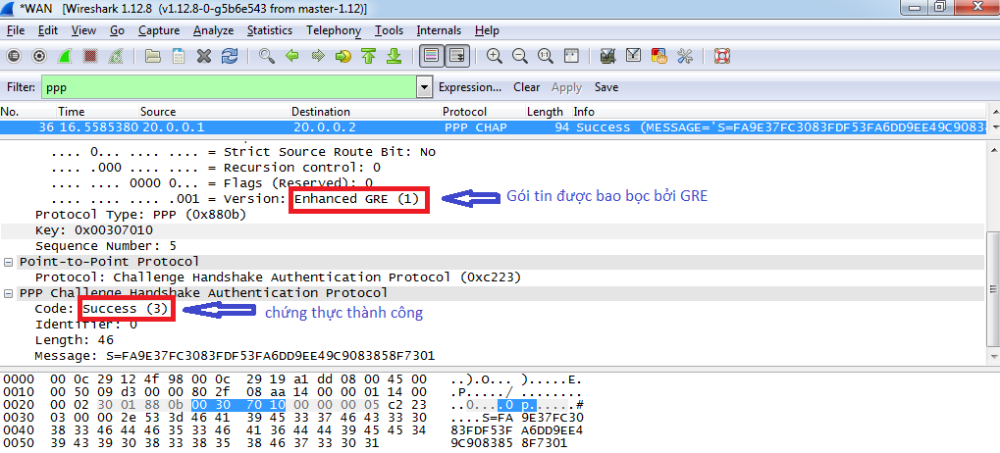 *WAN   [Wireshark 1.12.8  (v1.12.8-0-g5b6e543 from master-1.12)]
File Edit View Go Capture Analyze Statistics Telephony Tools Internals Help
Filter: ppp Expression... Clear Apply Save
No. Time Source Destination Protocol Length Info
36 16.5585380 20.0.0.1 20.0.0.2 PPP CHAP 94 Success (MESSAGE='S=FA9E37FC3083FDF53FA6DD9EE49C9083
.... 0... .... .... = Strict Source Route Bit: No
.... .000 .... .... = Recursion control: 0
.... .... 0000 0... = Flags (Reserved): 0
.... .... .... .001 = Version: Enhanced GRE (1) Gói tin được bao bọc bởi GRE
Protocol Type: PPP (0x880b)
Key: 0x00307010
Sequence Number: 5
Point-to-Point Protocol
Protocol: Challenge Handshake Authentication Protocol (0xc223)
PPP Challenge Handshake Authentication Protocol
Code: Success (3) chứng thực thành công
Identifier: 0
Length: 46
Message: S=FA9E37FC3083FDF53FA6DD9EE49C9083858F7301
0000 00 0c 29 12 4f 98 00 0c 29 19 a1 dd 08 00 45 00 ..).O... ).....E.
0010 00 50 09 d3 00 00 80 2f 08 aa 14 00 00 01 14 00 .P...../ ........
0020 00 02 30 01 88 0b 00 30 70 10 00 00 00 05 c2 23 ..0....0 p......#
0030 03 00 00 2e 53 3d 46 41 39 45 33 37 46 43 33 30 ....S=FA 9E37FC30
0040 38 33 46 44 46 35 33 46 41 36 44 44 39 45 45 34 83FDF53F A6DD9EE4
0050 39 43 39 30 38 33 38 35 38 46 37 33 30 31 9C908385 8F7301